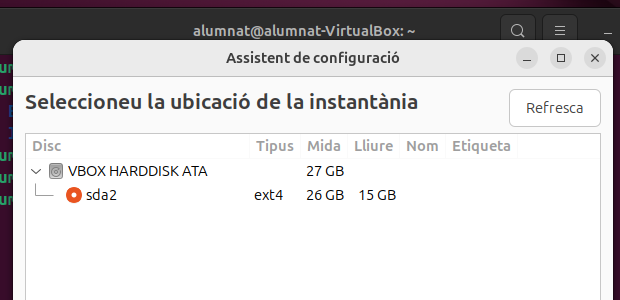 alumnat@alumnat-VirtualBox: ~
Assistent de configuració
Seleccioneu la ubicació de la instantània
Refresca
Disc Tipus Mida Lliure Nom Etiqueta
VBOX HARDDISK ATA 27 GB
sda2 ext4 26 GB 15 GB